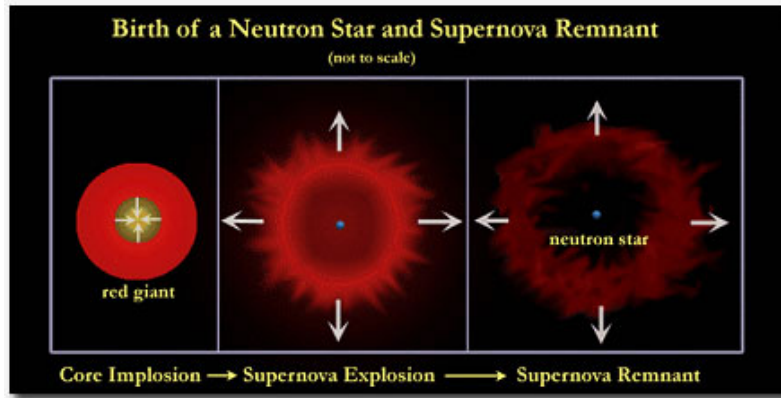 Birth of a Neutron Star and Supernova Remnant
(not to scale)
red giant
neutron star
Core Implosion → Supernova Explosion → Supernova Remnant